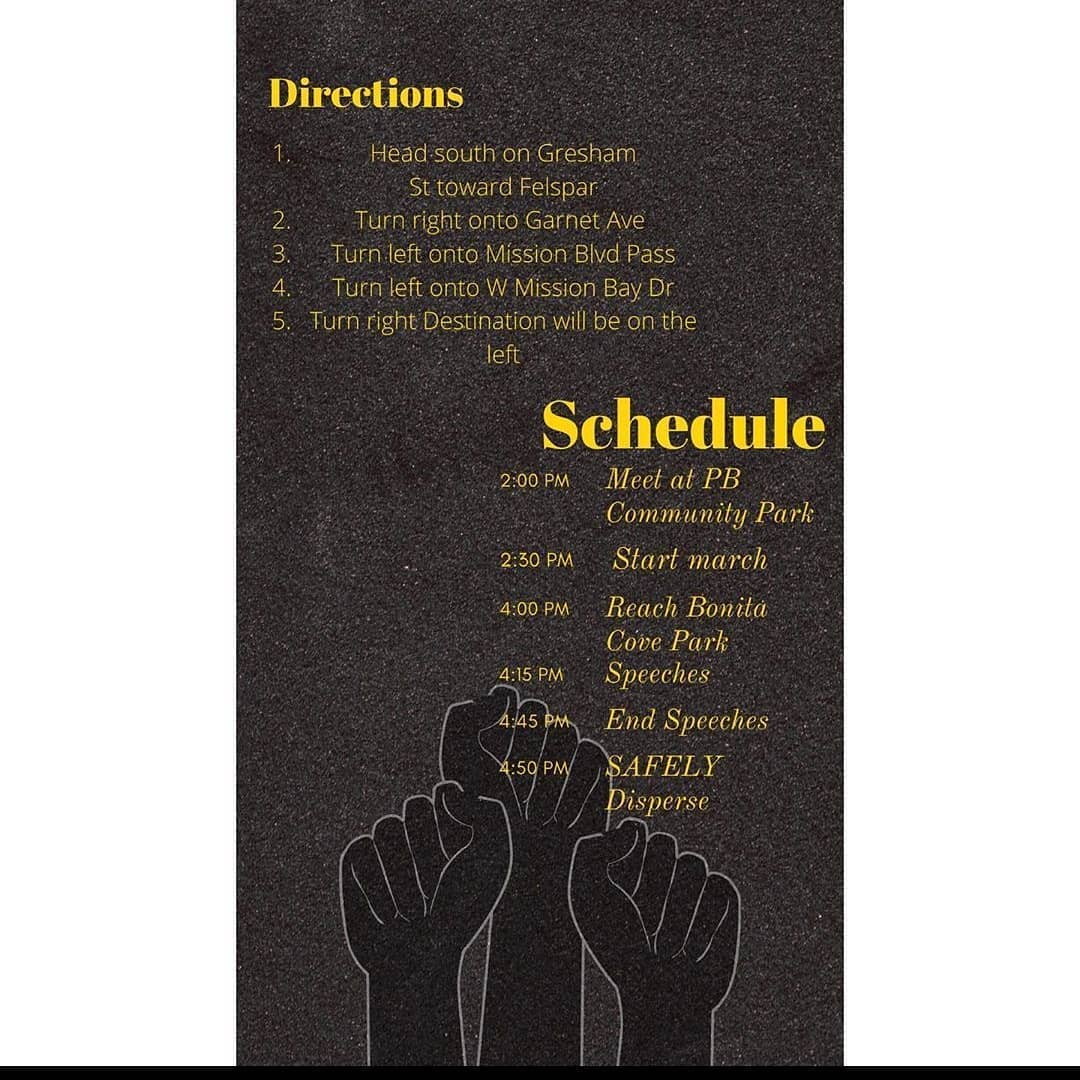 Directions
1. Head south on Gresham
St toward Felspar
2. Turn right onto Garnet Ave
3. Turn left onto Mission Blvd Pass
4. Turn left onto W Mission Bay Dr
5. Turn right Destination will be on the
left
Schedule
2:00 PM Meet at PB
Community Park
2:30 PM Start march
4:00 PM Reach Bonita
Cove Park
4:15 PM Speeches
4:45 PM End Speeches
4:50 PM SAFELY
Disperse